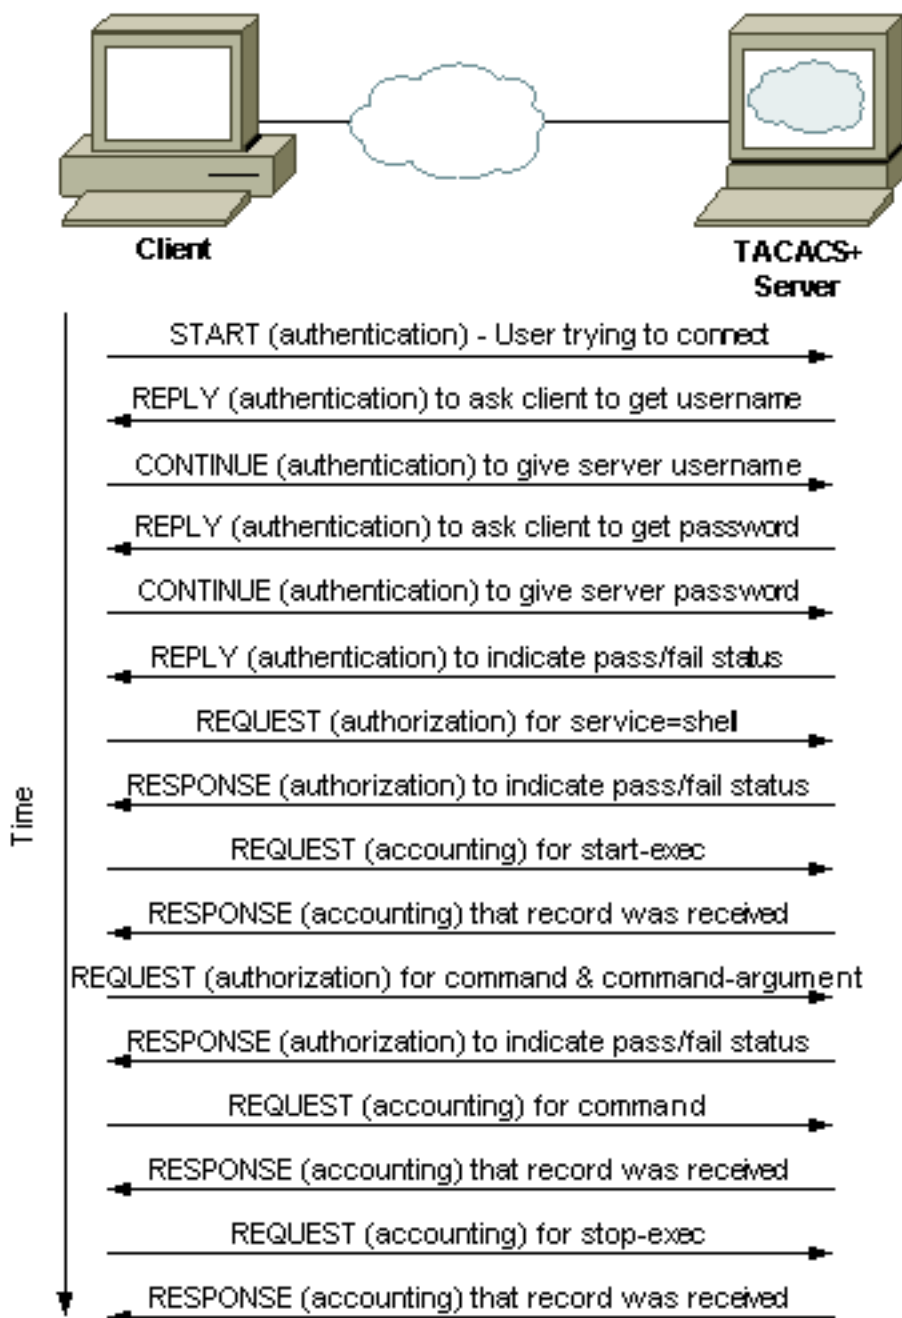 Client
TACACS+
Server
START (authentication) - User trying to connect
REPLY (authentication) to ask client to get username
CONTINUE (authentication) to give server username
REPLY (authentication) to ask client to get password
CONTINUE (authentication) to give server password
REPLY (authentication) to indicate pass/fail status
REQUEST (authorization) for service=shell
RESPONSE (authorization) to indicate pass/fail status
REQUEST (accounting) for start-exec
RESPONSE (accounting) that record was received
REQUEST (authorization) for command & command-argument
RESPONSE (authorization) to indicate pass/fail status
REQUEST (accounting) for command
RESPONSE (accounting) that record was received
REQUEST (accounting) for stop-exec
RESPONSE (accounting) that record was received
Time